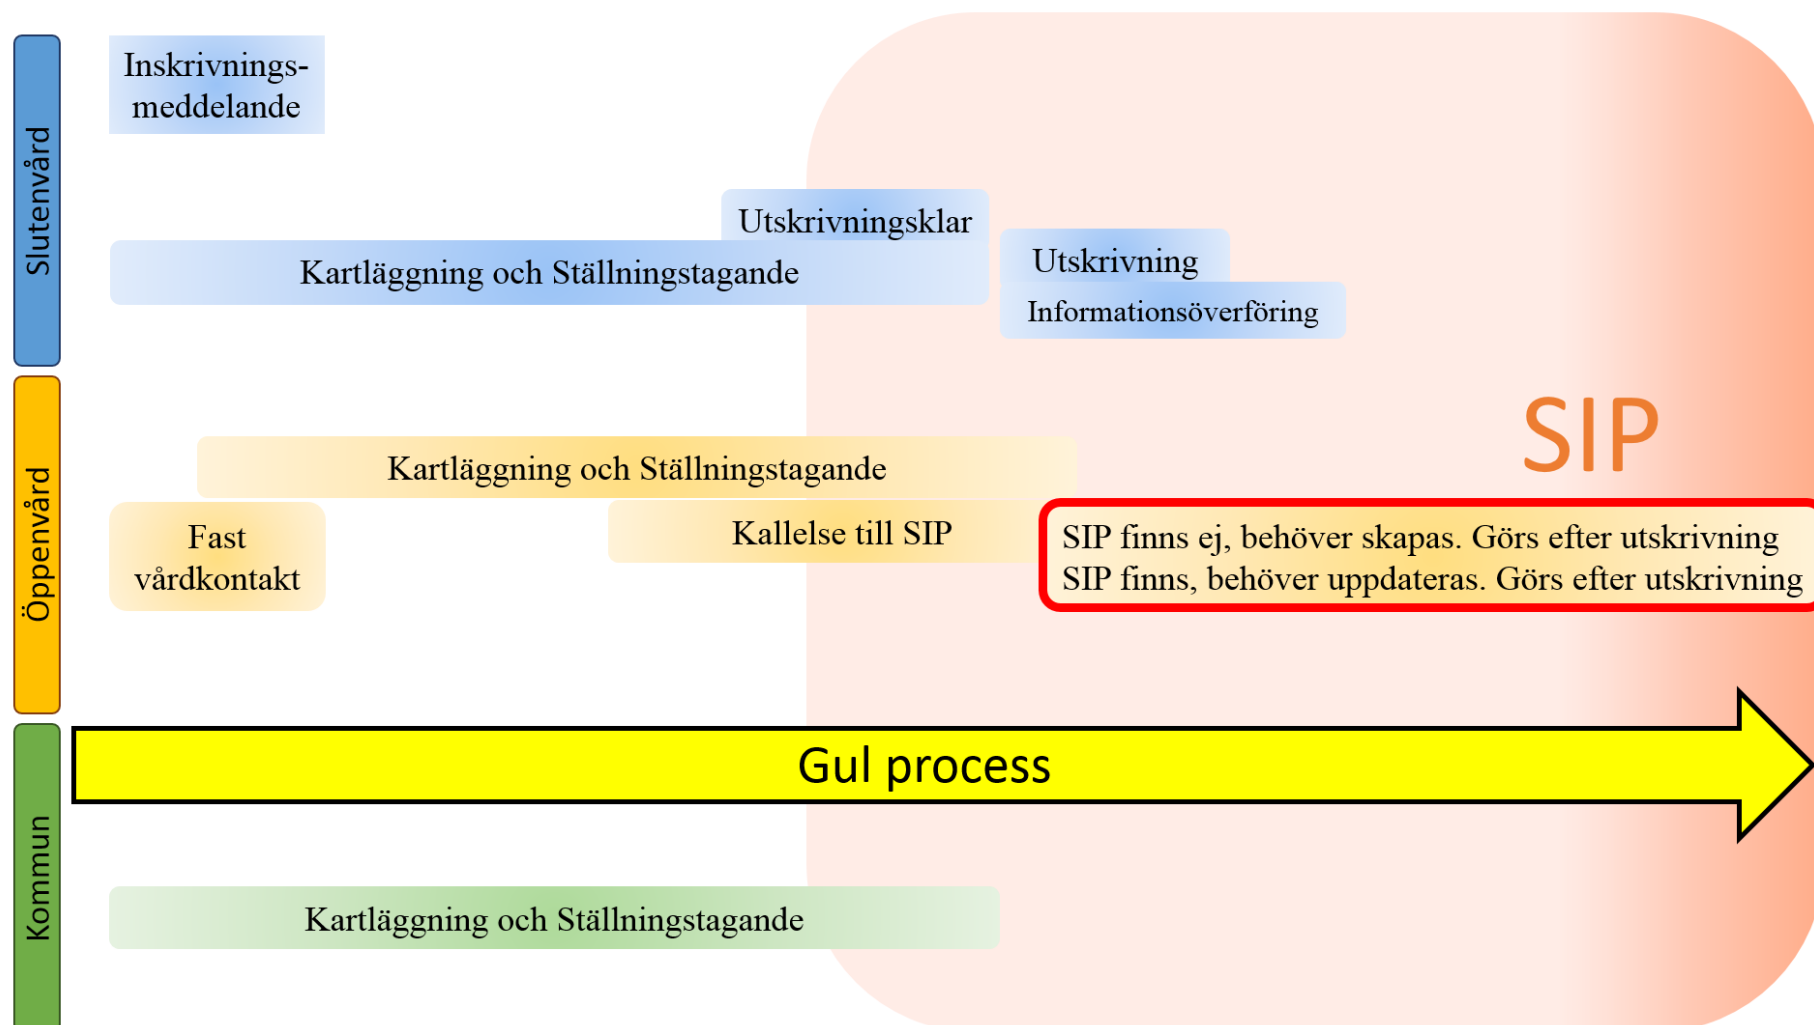 Slutenvård
Inskrivnings-
meddelande
Utskrivningsklar
Kartläggning och Ställningstagande
Utskrivning
Informationsöverföring
SIP
Öppenvård
Kartläggning och Ställningstagande
Fast
vårdkontakt
Kallelse till SIP
SIP finns ej, behöver skapas. Görs efter utskrivning
SIP finns, behöver uppdateras. Görs efter utskrivning
Gul process
Kommun
Kartläggning och Ställningstagande